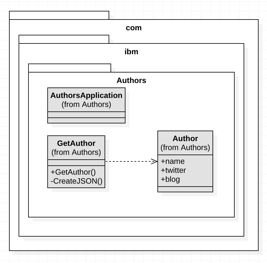 com
ibm
Authors
AuthorsApplication
(from Authors)
GetAuthor
(from Authors)
+GetAuthor()
-CreateJSON()
Author
(from Authors)
+name
+twitter
+blog